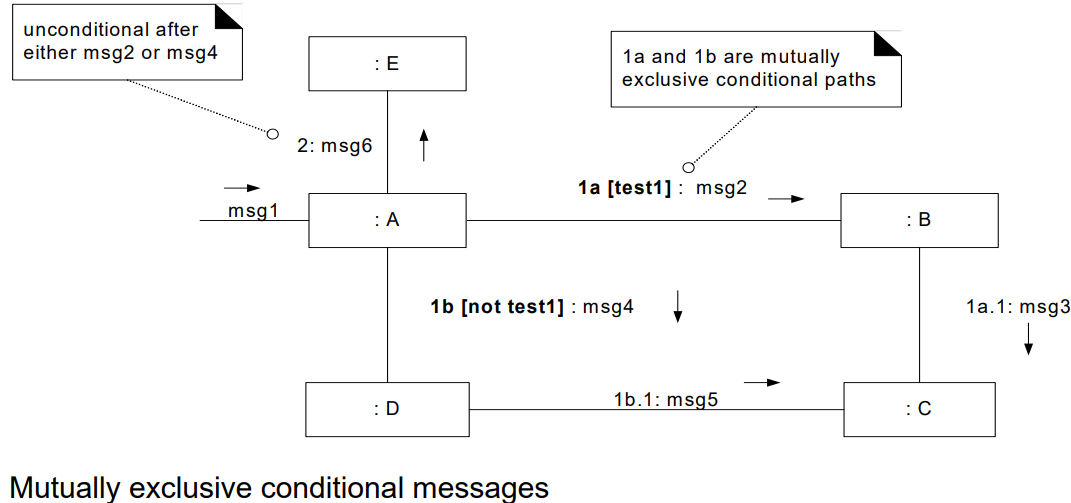 unconditional after
either msg2 or msg4
: E
1a and 1b are mutually
exclusive conditional paths
2: msg6
1a [test1] : msg2
msg1
: A
: B
1b [not test1] : msg4
1a.1: msg3
: D
1b.1: msg5
: C
Mutually exclusive conditional messages